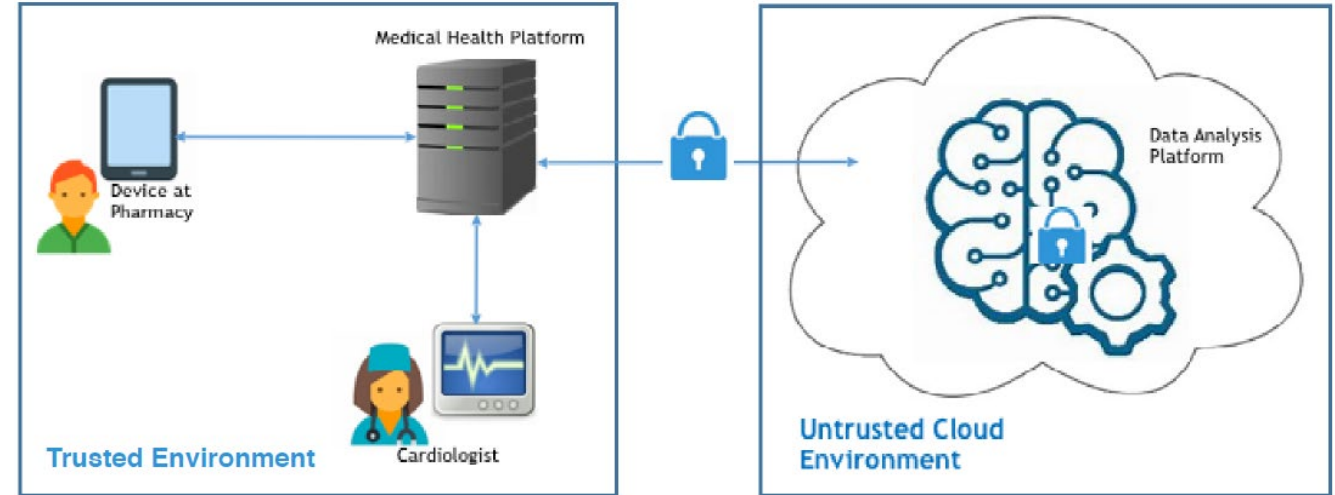 Medical Health Platform
Device at
Pharmacy
Cardiologist
Trusted Environment
Data Analysis
Platform
Untrusted Cloud
Environment